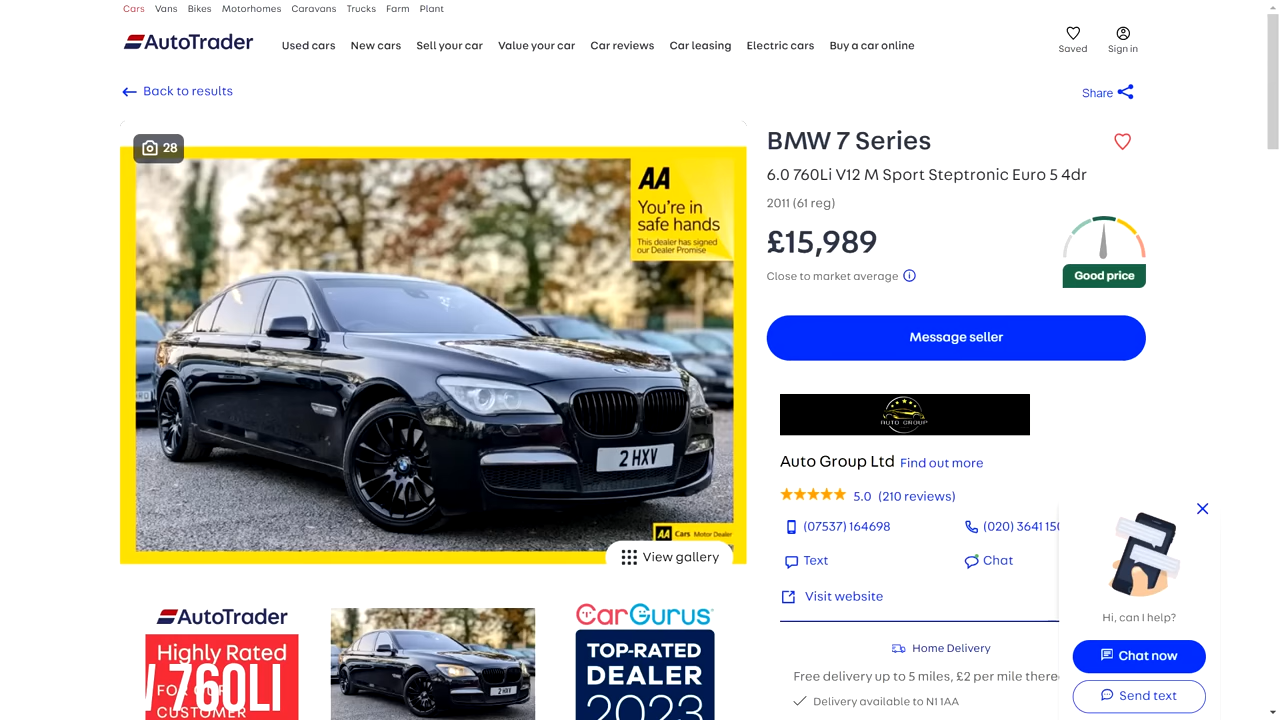 Cars Vans Bikes Motorhomes Caravans Trucks Farm Plant
AutoTrader
Used cars New cars Sell your car Value your car Car reviews Car leasing Electric cars Buy a car online
Saved
Sign in
Back to results
Share
28
AA
You're in
safe hands
This dealer has signed
our Dealer Promise
2 HXV
AA Cars Motor Dealer
View gallery
BMW 7 Series
6.0 760Li V12 M Sport Steptronic Euro 5 4dr
2011 (61 reg)
£15,989
Close to market average
Good price
Message seller
AUTO GROUP
Auto Group Ltd Find out more
5.0 (210 reviews)
(07537) 164698
(020) 3641 150
Text
Chat
Visit website
Home Delivery
Free delivery up to 5 miles, £2 per mile there
Delivery available to N1 1AA
Hi, can I help?
Chat now
Send text
AutoTrader
Highly Rated
760LI
CUSTOMER
2 HXV
CarGurus
TOP-RATED
DEALER
2023